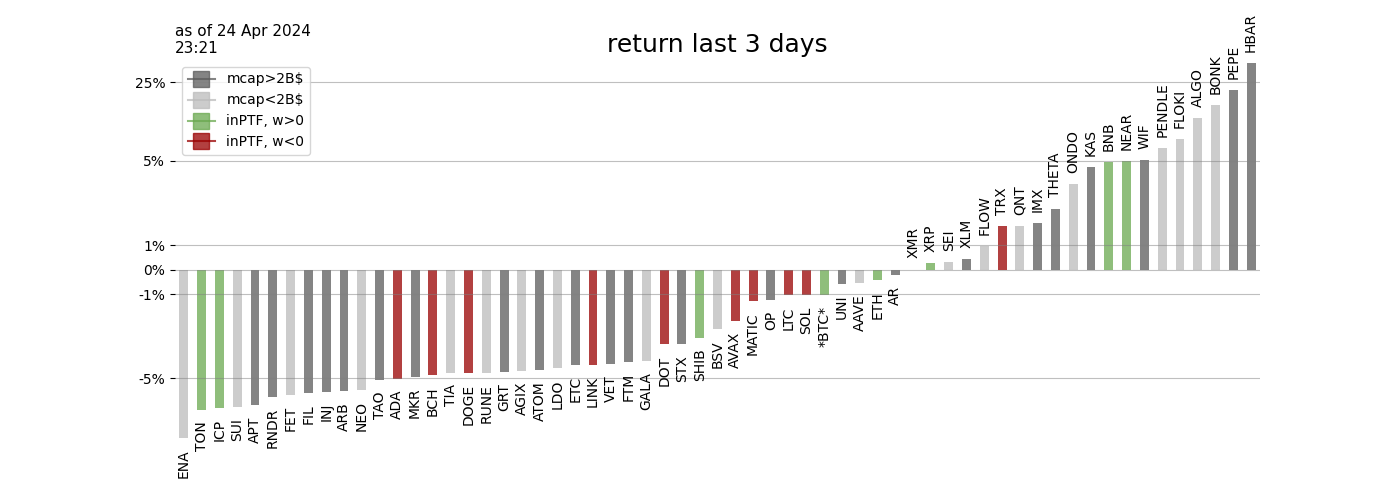 as of 24 Apr 2024
23:21
return last 3 days
mcap>2B$
mcap<2B$
inPTF, w>0
inPTF, w<0
25%
5%
1%
0%
-1%
-5%
ENA
TON
ICP
SUI
APT
RNDR
FET
FIL
INJ
ARB
NEO
TAO
ADA
MKR
BCH
TIA
DOGE
RUNE
GRT
AGIX
ATOM
LDO
ETC
LINK
VET
FTM
GALA
DOT
STX
SHIB
BSV
AVAX
MATIC
OP
LTC
SOL
*BTC*
UNI
AAVE
ETH
AR
XMR
XRP
SEI
XLM
FLOW
TRX
QNT
IMX
THETA
ONDO
KAS
BNB
NEAR
WIF
PENDLE
FLOKI
ALGO
BONK
PEPE
HBAR